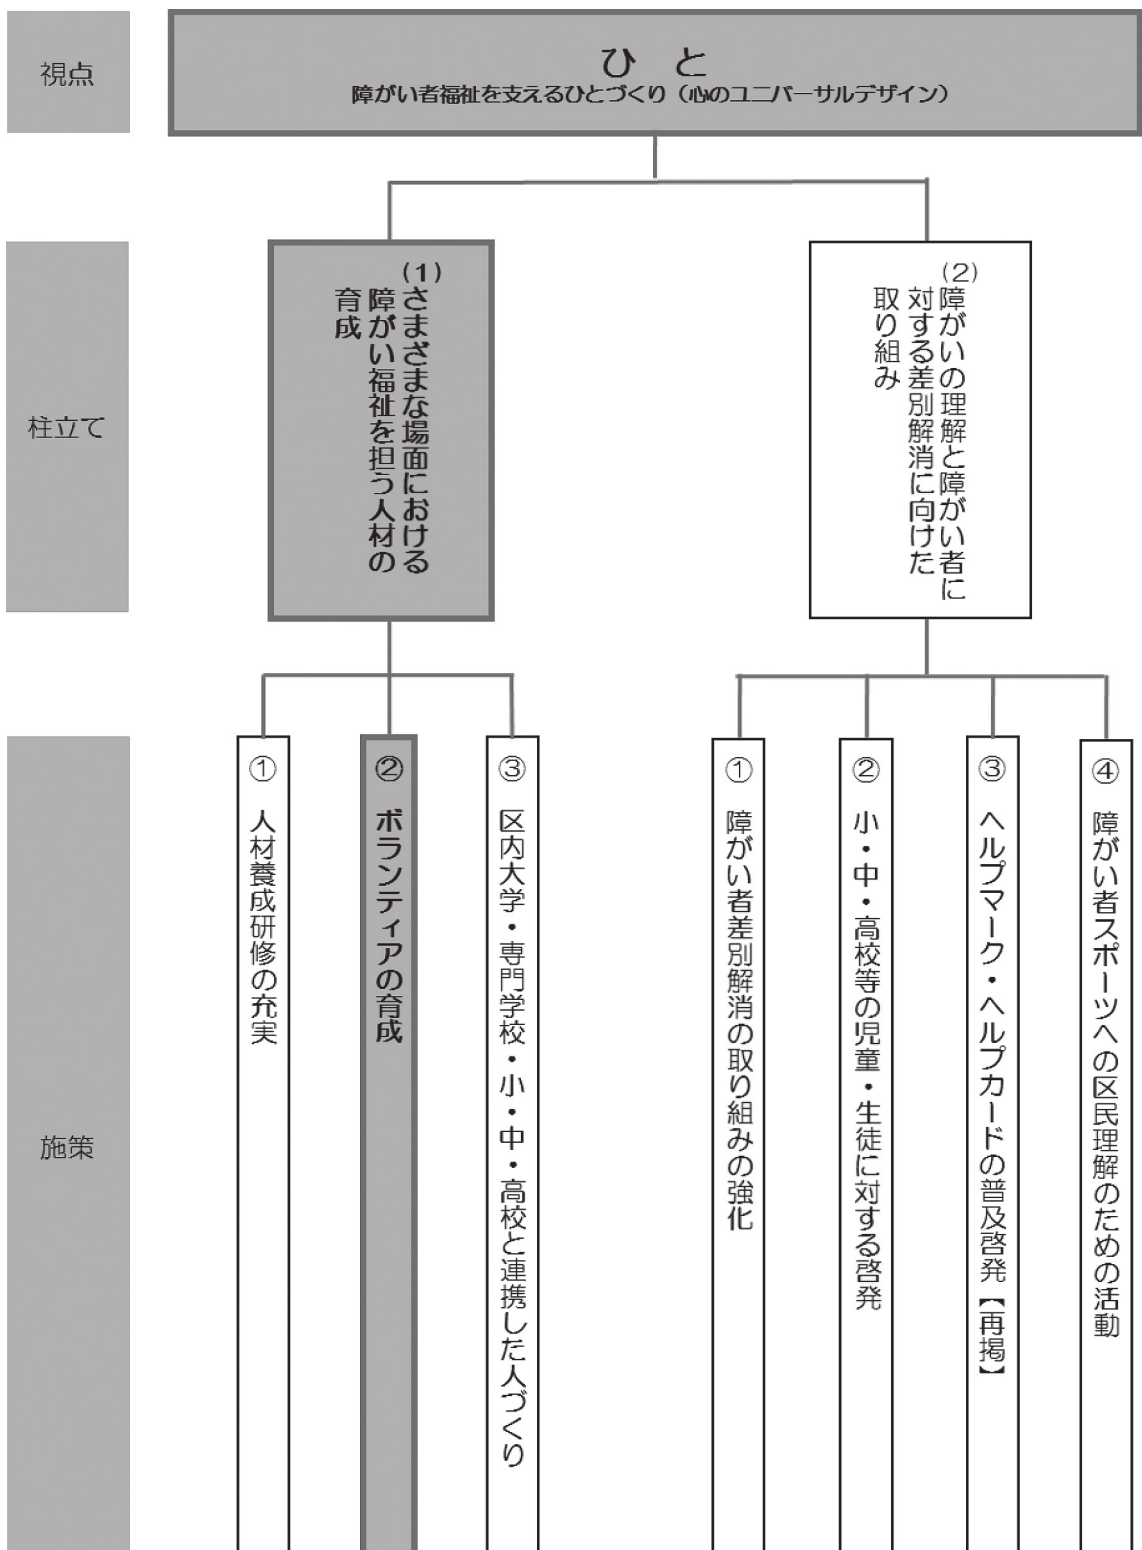 視点
ひと
障がい者福祉を支えるひとづくり（心のユニバーサルデザイン）
柱立て
(1)さまざまな場面における
障がい福祉を担う人材の
育成
(2)障がいの理解と障がい者に
対する差別解消に向けた
取り組み
施策
① 人材養成研修の充実
② ボランティアの育成
③ 区内大学・専門学校・小・中・高校と連携した人づくり
① 障がい者差別解消の取り組みの強化
② 小・中・高校等の児童・生徒に対する啓発
③ ヘルプマーク・ヘルプカードの普及啓発【再掲】
④ 障がい者スポーツへの区民理解のための活動